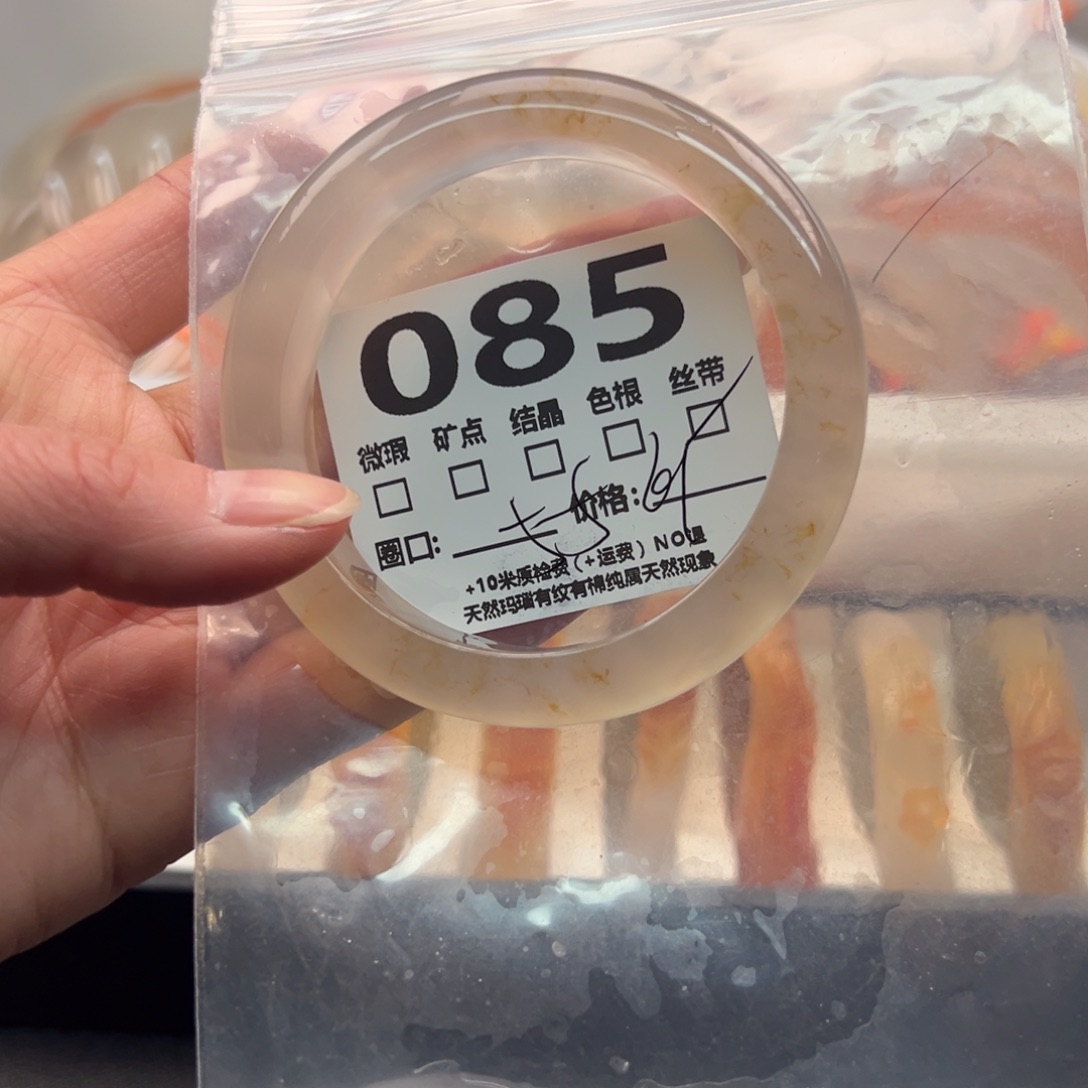 085
微瑕 矿点 结晶 色根 丝带
圈口: 价格:
+10米质检费（+运费）NO退
天然玛瑙有纹有棉纯属天然现象